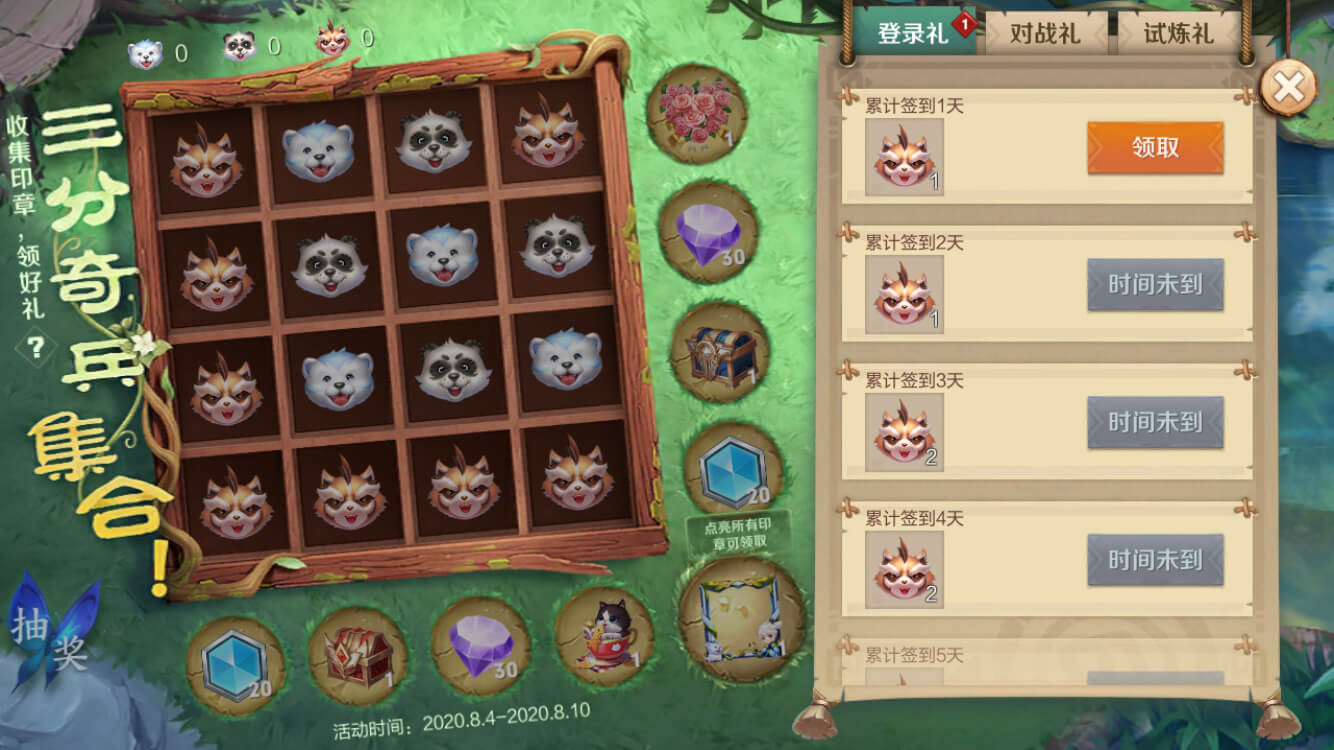 0
0
0
收集印章，领好礼
?
三分奇兵集合！
抽奖
1
30
1
20
点亮所有印
章可领取
1
20
1
30
1
活动时间：2020.8.4-2020.8.10
登录礼
1
对战礼
试炼礼
累计签到1天
1
领取
累计签到2天
1
时间未到
累计签到3天
2
时间未到
累计签到4天
2
时间未到
累计签到5天